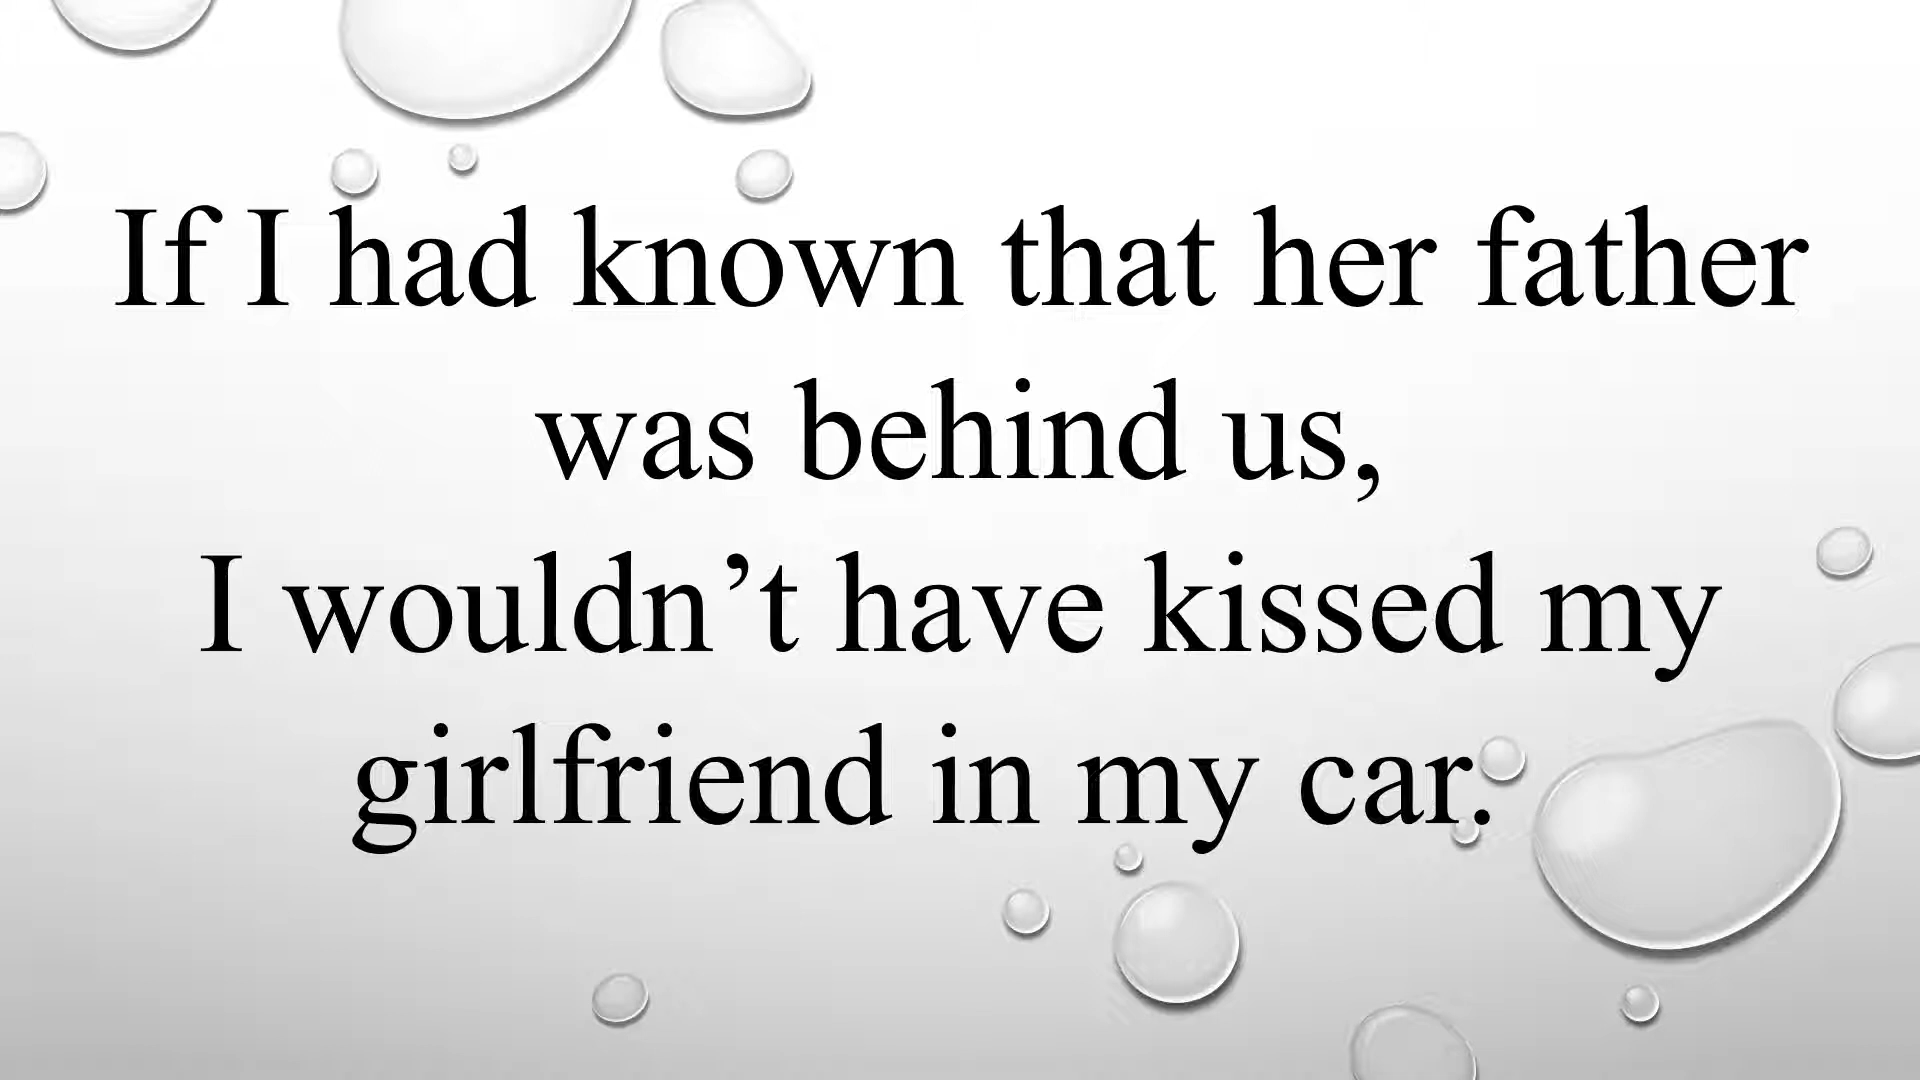 If I had known that her father
was behind us,
I wouldn’t have kissed my
girlfriend in my car.